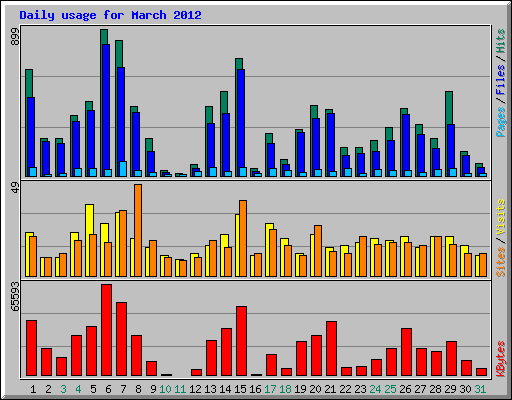 Daily usage for March 2012
899
Pages / Files / Hits
49
Sites / Visits
65593
KBytes
1 2 3 4 5 6 7 8 9 10 11 12 13 14 15 16 17 18 19 20 21 22 23 24 25 26 27 28 29 30 31